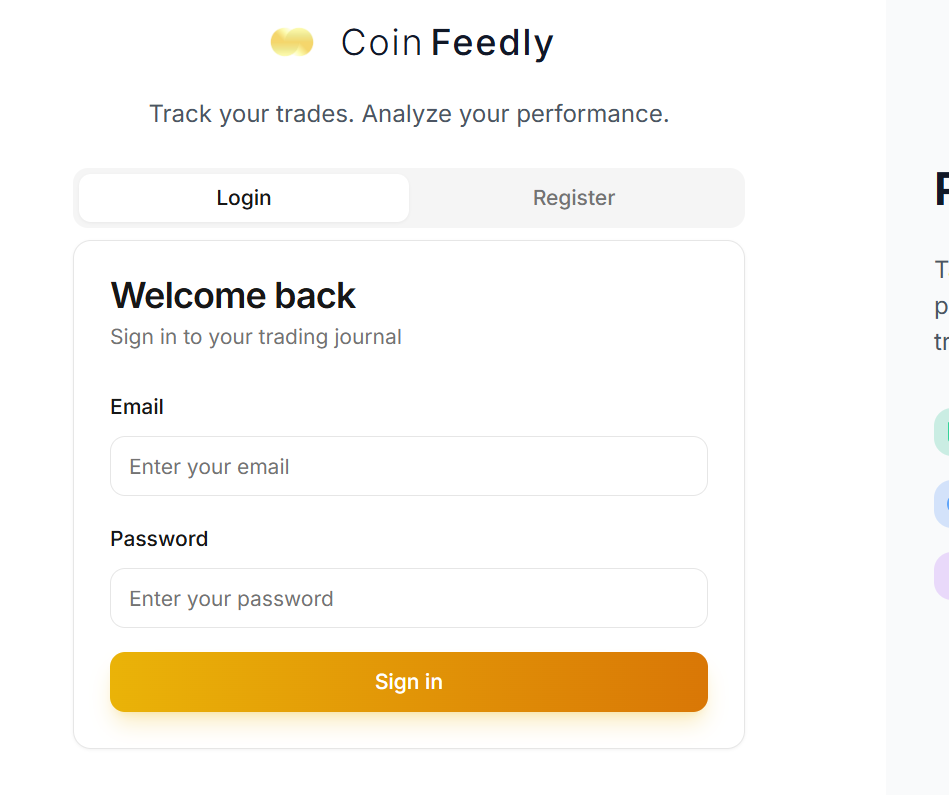 Coin Feedly
Track your trades. Analyze your performance.
Login
Register
Welcome back
Sign in to your trading journal
Email
Enter your email
Password
Enter your password
Sign in